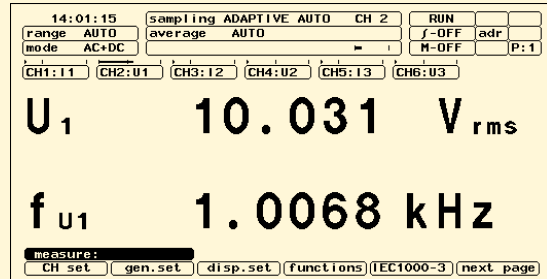 14:01:15 sampling ADAPTIVE AUTO CH 2 RUN
range AUTO average AUTO ∫-OFF adr
mode AC+DC M-OFF P:1
CH1:I1 CH2:U1 CH3:I2 CH4:U2 CH5:I3 CH6:U3
U1 10.031 Vrms
fU1 1.0068 kHz
measure:
CH set gen.set disp.set functions IEC1000-3 next page